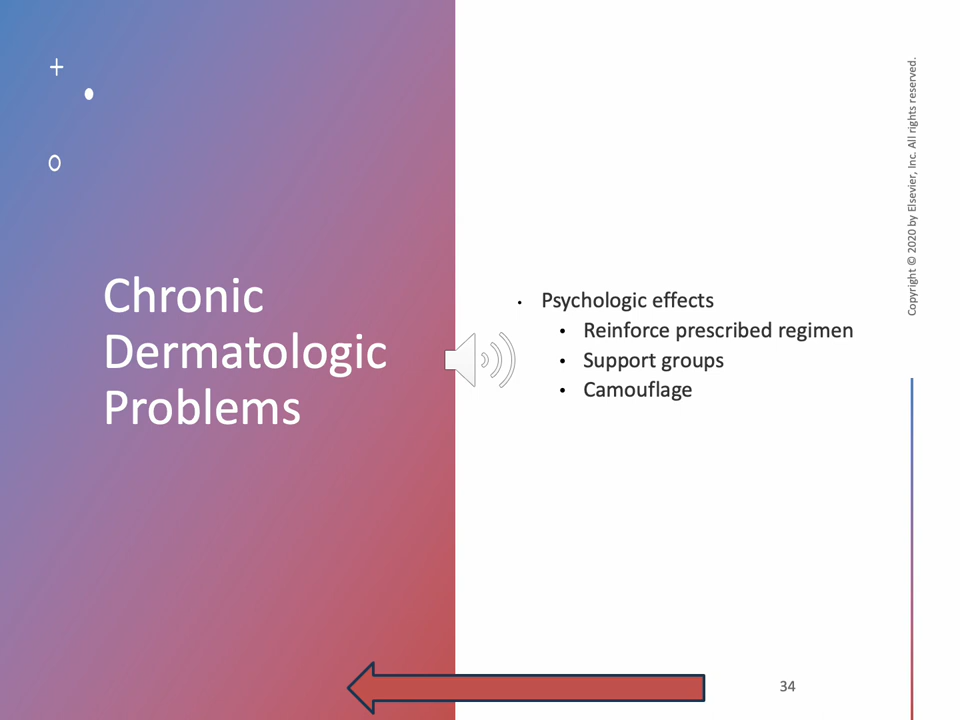 Chronic
Dermatologic
Problems
• Psychologic effects
• Reinforce prescribed regimen
• Support groups
• Camouflage
Copyright © 2020 by Elsevier, Inc. All rights reserved.
34